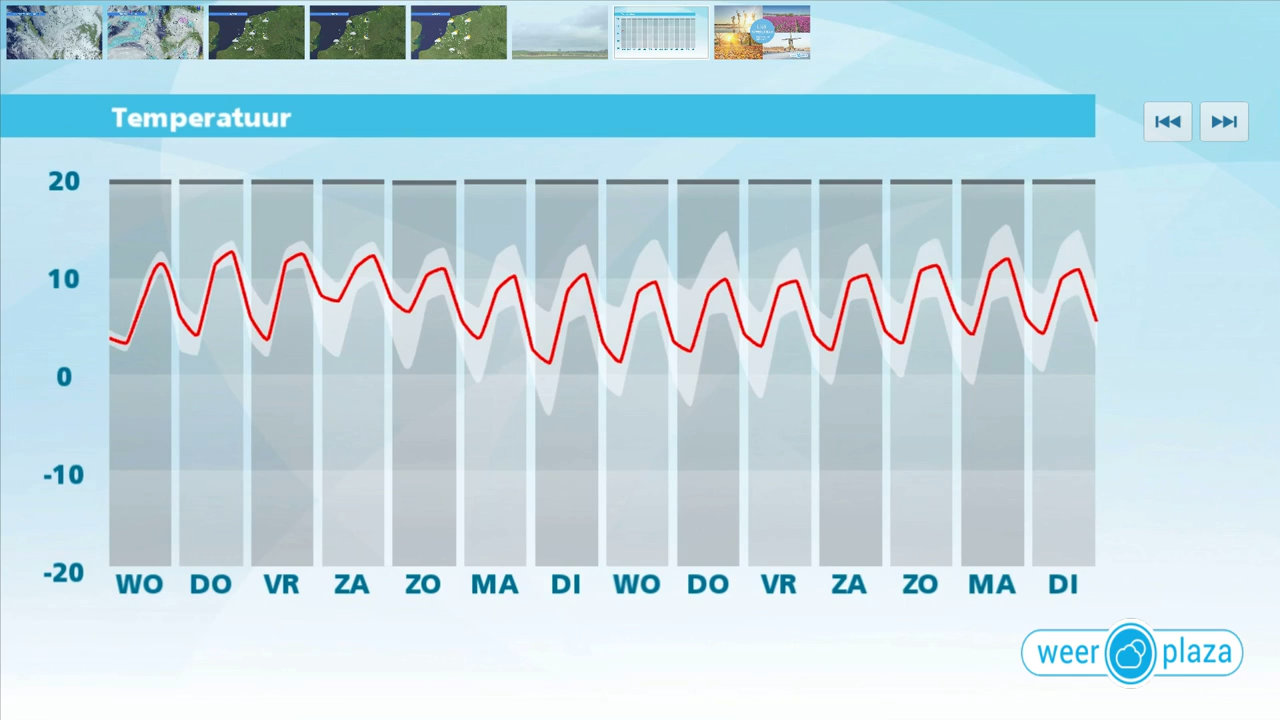 Temperatuur
20
10
0
-10
-20
WO DO VR ZA ZO MA DI WO DO VR ZA ZO MA DI
weer plaza